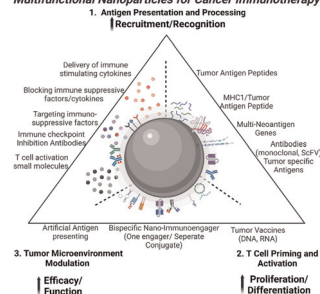 Multifunctional Nanoparticles for Cancer Immunotherapy
1. Antigen Presentation and Processing
Recruitment/Recognition
Delivery of immune
stimulating cytokines
Blocking immune suppressive
factors/cytokines
Targeting immuno-
suppressive factors
Immune checkpoint
Inhibition Antibodies
T cell activation
small molecules
Tumor Antigen Peptides
MHC1/Tumor
Antigen Peptide
Multi-Neoantigen
Genes
Antibodies
(monoclonal, ScFV)
Tumor specific
Antigens
Artificial Antigen
presenting
Bispecific Nano-Immunoengager
(One engager/ Seperate
Conjugate)
Tumor Vaccines
(DNA, RNA)
3. Tumor Microenvironment
Modulation
Efficacy/
Function
2. T Cell Priming and
Activation
Proliferation/
Differentiation